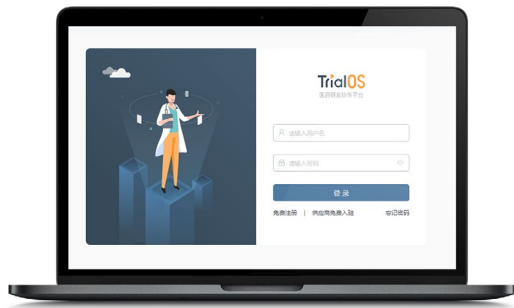 TrialOS
医药研发协作平台
请输入用户名
请输入密码
登录
免费注册 | 供应商免费入驻 忘记密码